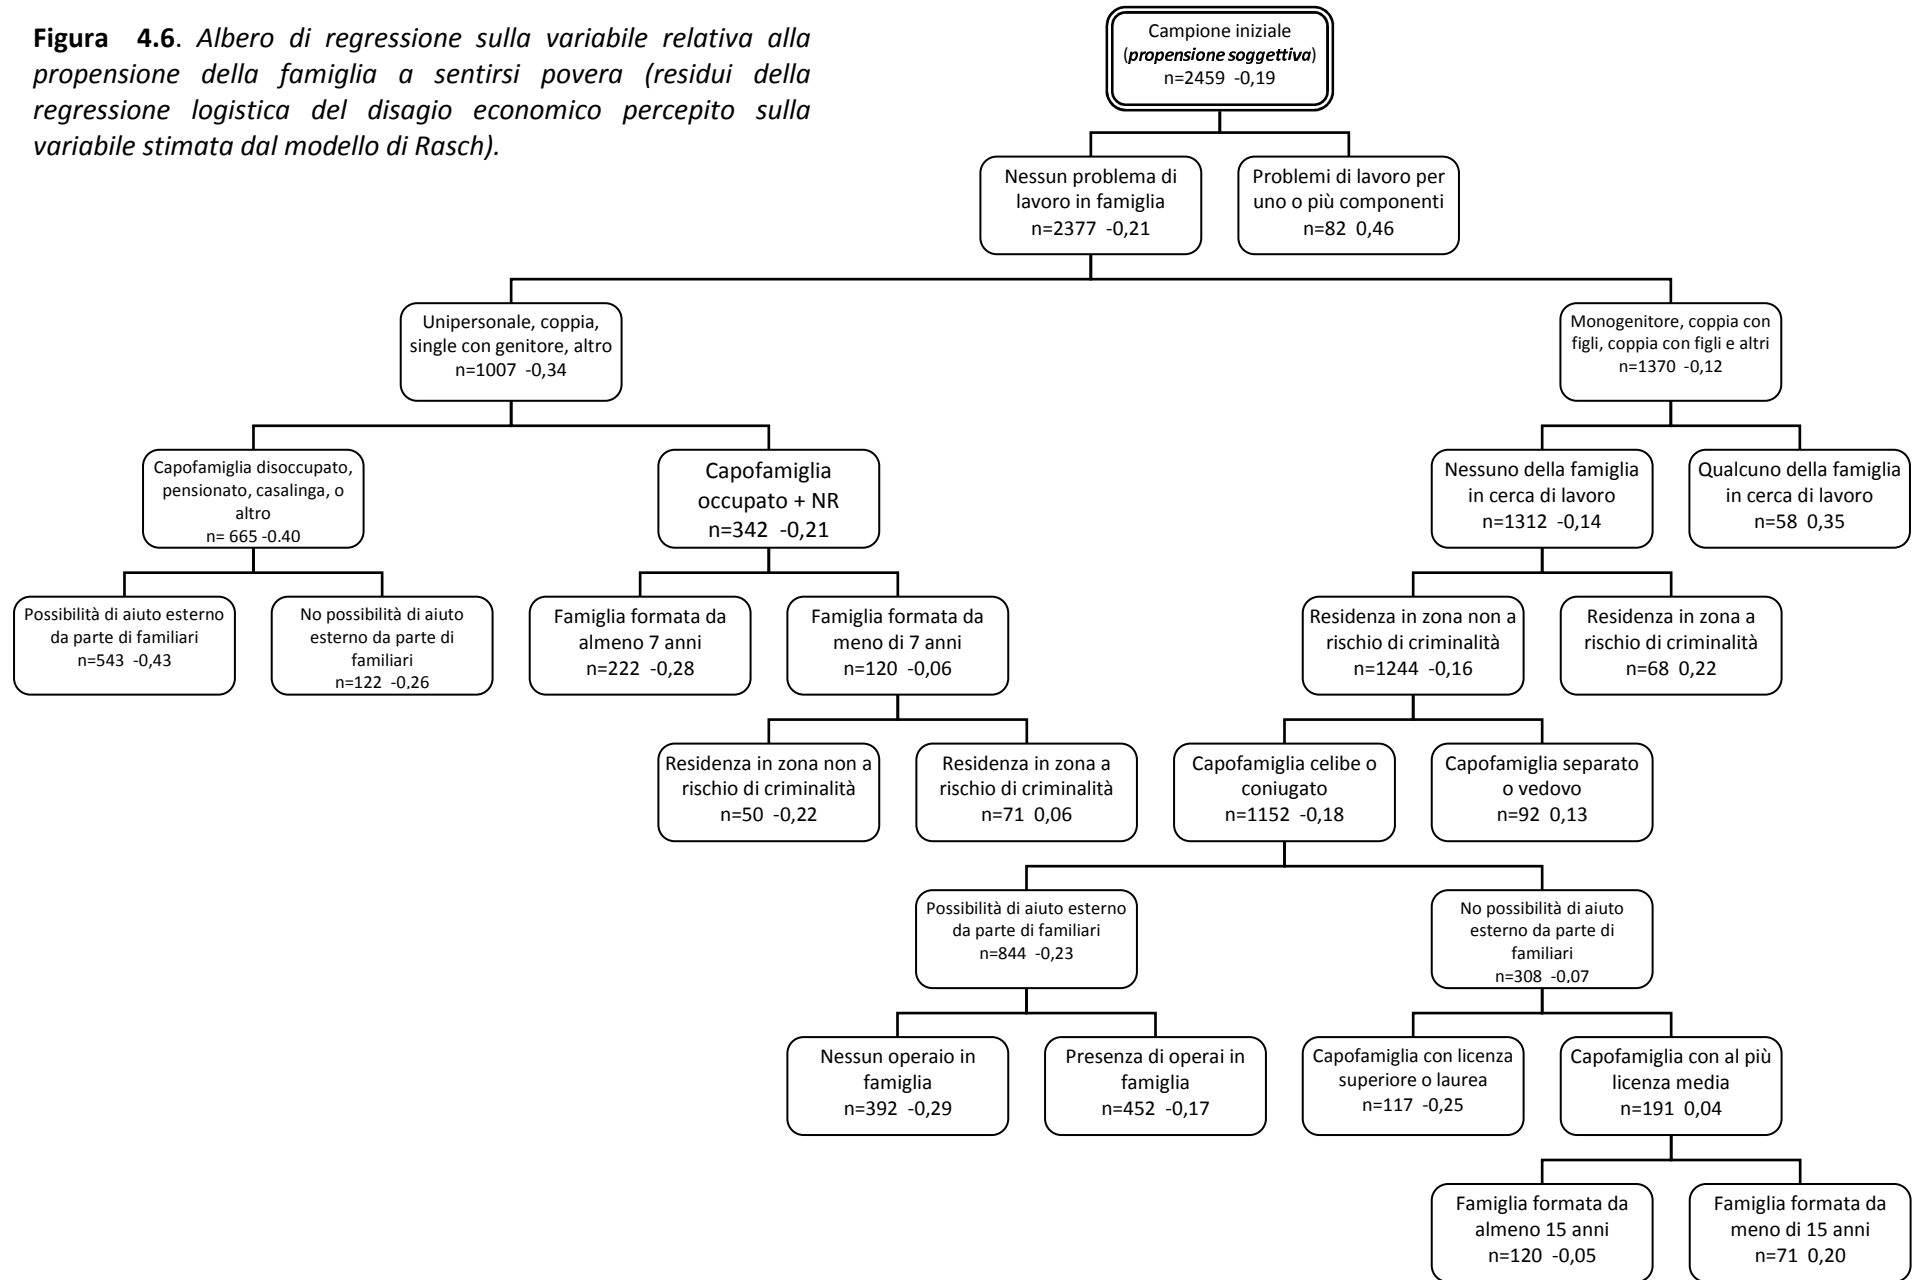 Figura 4.6. Albero di regressione sulla variabile relativa alla
propensione della famiglia a sentirsi povera (residui della
regressione logistica del disagio economico percepito sulla
variabile stimata dal modello di Rasch).
Campione iniziale
(propensione soggettiva)
n=2459 -0,19
Nessun problema di
lavoro in famiglia
n=2377 -0,21
Problemi di lavoro per
uno o più componenti
n=82 0,46
Unipersonale, coppia,
single con genitore, altro
n=1007 -0,34
Monogenitore, coppia con
figli, coppia con figli e altri
n=1370 -0,12
Capofamiglia disoccupato,
pensionato, casalinga, o
altro
n= 665 -0.40
Capofamiglia
occupato + NR
n=342 -0,21
Nessuno della famiglia
in cerca di lavoro
n=1312 -0,14
Qualcuno della famiglia
in cerca di lavoro
n=58 0,35
Possibilità di aiuto esterno
da parte di familiari
n=543 -0,43
No possibilità di aiuto
esterno da parte di
familiari
n=122 -0,26
Famiglia formata da
almeno 7 anni
n=222 -0,28
Famiglia formata da
meno di 7 anni
n=120 -0,06
Residenza in zona non a
rischio di criminalità
n=1244 -0,16
Residenza in zona a
rischio di criminalità
n=68 0,22
Residenza in zona non a
rischio di criminalità
n=50 -0,22
Residenza in zona a
rischio di criminalità
n=71 0,06
Capofamiglia celibe o
coniugato
n=1152 -0,18
Capofamiglia separato
o vedovo
n=92 0,13
Possibilità di aiuto esterno
da parte di familiari
n=844 -0,23
No possibilità di aiuto
esterno da parte di
familiari
n=308 -0,07
Nessun operaio in
famiglia
n=392 -0,29
Presenza di operai in
famiglia
n=452 -0,17
Capofamiglia con licenza
superiore o laurea
n=117 -0,25
Capofamiglia con al più
licenza media
n=191 0,04
Famiglia formata da
almeno 15 anni
n=120 -0,05
Famiglia formata da
meno di 15 anni
n=71 0,20